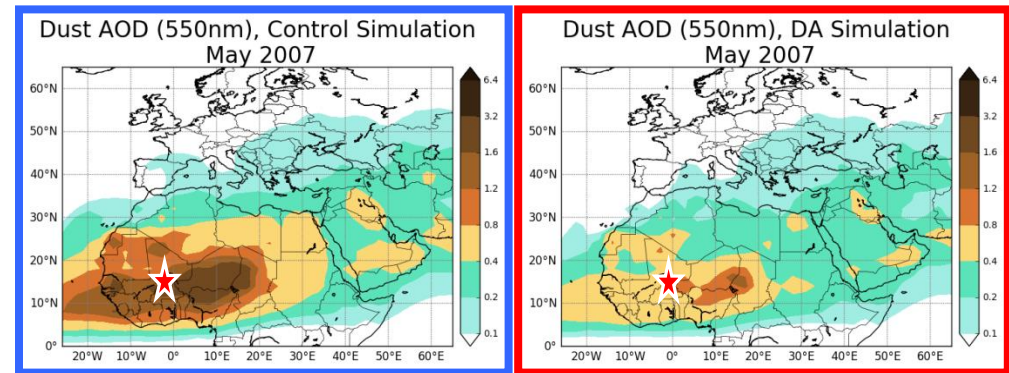 Dust AOD (550nm), Control Simulation
May 2007
60°N
50°N
40°N
30°N
20°N
10°N
0°
20°W 10°W 0° 10°E 20°E 30°E 40°E 50°E 60°E
6.4
3.2
1.6
1.2
0.8
0.4
0.2
0.1
Dust AOD (550nm), DA Simulation
May 2007
60°N
50°N
40°N
30°N
20°N
10°N
0°
20°W 10°W 0° 10°E 20°E 30°E 40°E 50°E 60°E
6.4
3.2
1.6
1.2
0.8
0.4
0.2
0.1